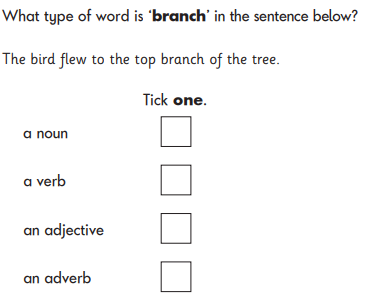 What type of word is ‘branch’ in the sentence below?
The bird flew to the top branch of the tree.
Tick one.
a noun
a verb
an adjective
an adverb